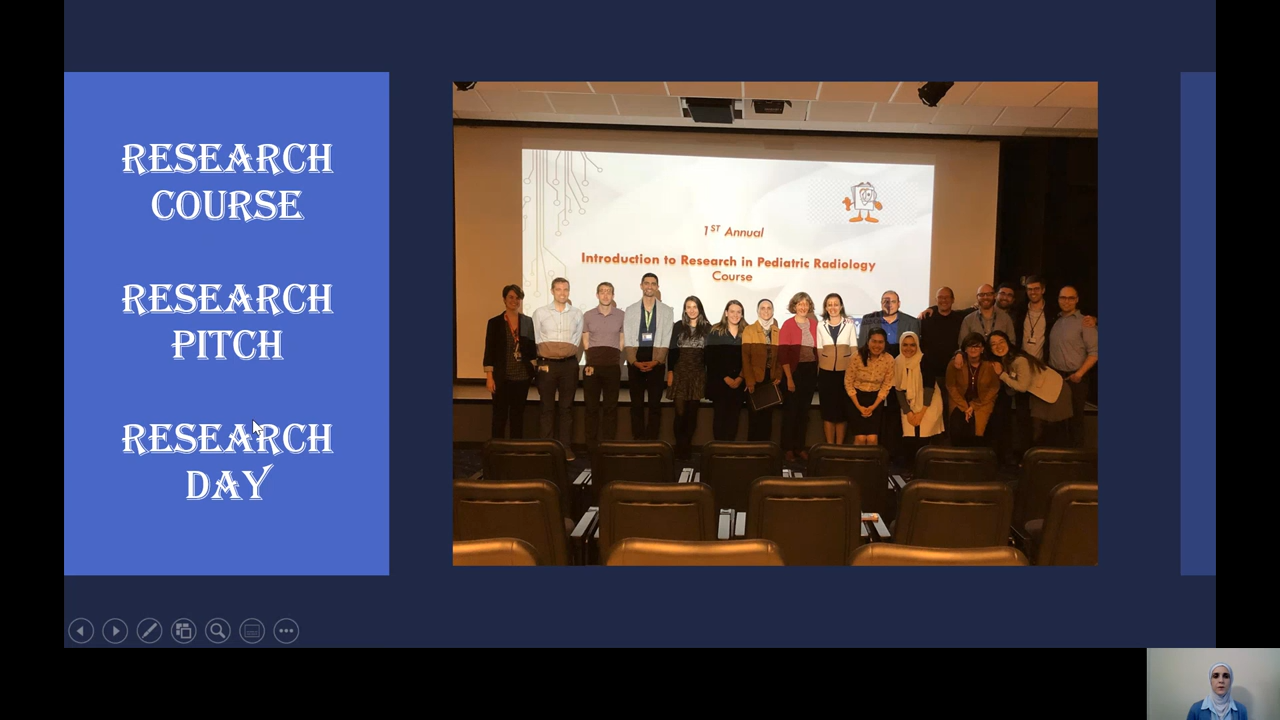 RESEARCH
COURSE
RESEARCH
PITCH
RESEARCH
DAY
1ST Annual
Introduction to Research in Pediatric Radiology
Course